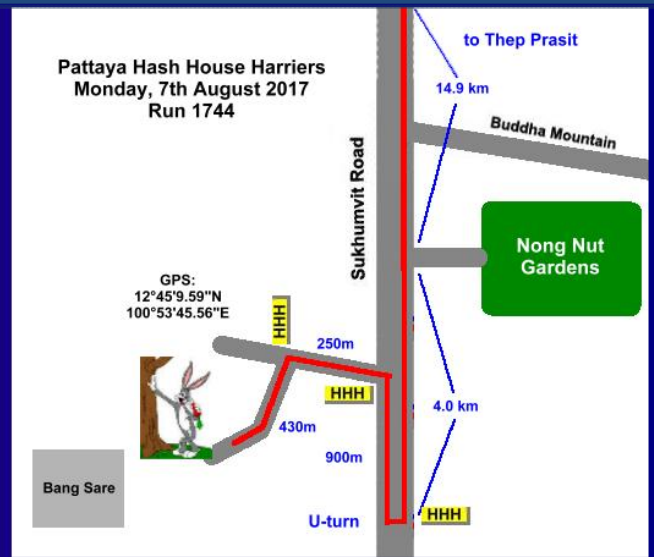 Pattaya Hash House Harriers
Monday, 7th August 2017
Run 1744
to Thep Prasit
14.9 km
Buddha Mountain
Sukhumvit Road
Nong Nut
Gardens
GPS:
12°45'9.59"N
100°53'45.56"E
HHH
250m
HHH
4.0 km
430m
900m
Bang Sare
U-turn
HHH